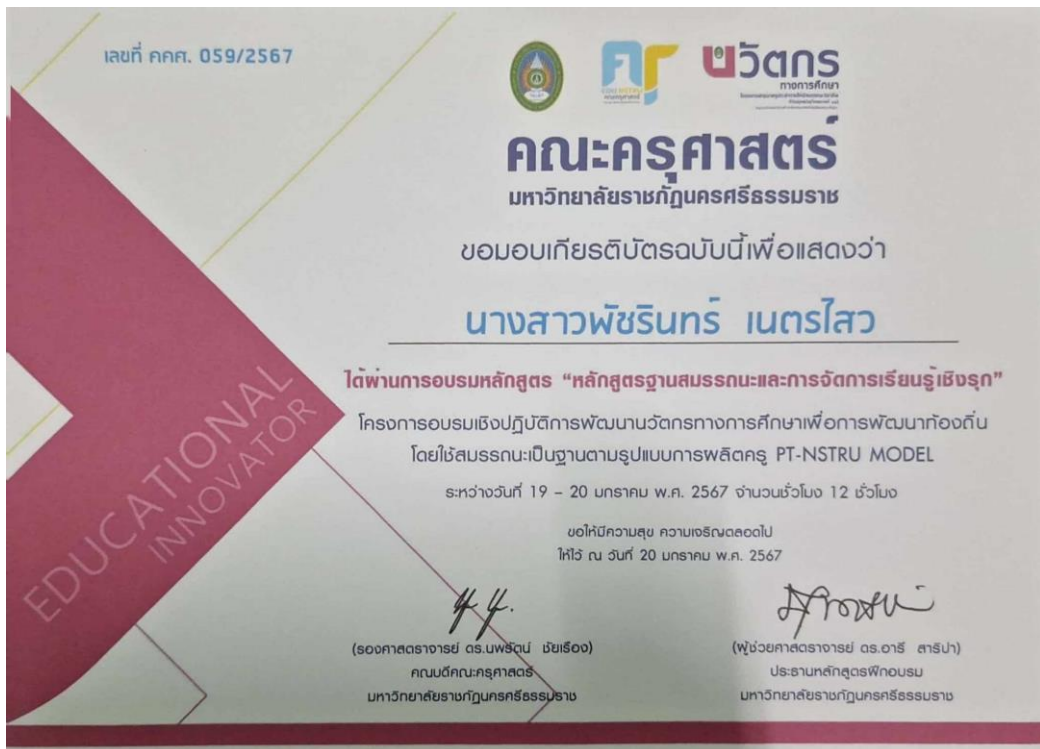 เลขที่ คคศ. 059/2567
คร
นวัตกร
ทางการศึกษา
คณะครุศาสตร์
มหาวิทยาลัยราชภัฏนครศรีธรรมราช
ขอมอบเกียรติบัตรฉบับนี้เพื่อแสดงว่า
นางสาวพัชรินทร์ เนตรไสว
ได้ผ่านการอบรมหลักสูตร “หลักสูตรฐานสมรรถนะและการจัดการเรียนรู้เชิงรุก”
โครงการอบรมเชิงปฏิบัติการพัฒนานวัตกรทางการศึกษาเพื่อการพัฒนาท้องถิ่น
โดยใช้สมรรถนะเป็นฐานตามรูปแบบการผลิตครู PT-NSTRU MODEL
ระหว่างวันที่ 19 – 20 มกราคม พ.ศ. 2567 จำนวนชั่วโมง 12 ชั่วโมง
ขอให้มีความสุข ความเจริญตลอดไป
ให้ไว้ ณ วันที่ 20 มกราคม พ.ศ. 2567
EDUCATIONAL
INNOVATOR
(รองศาสตราจารย์ ดร.นพรัตน์ ชัยเรือง)
คณบดีคณะครุศาสตร์
มหาวิทยาลัยราชภัฏนครศรีธรรมราช
(ผู้ช่วยศาสตราจารย์ ดร.อารี สาริปา)
ประธานหลักสูตรฝึกอบรม
มหาวิทยาลัยราชภัฏนครศรีธรรมราช